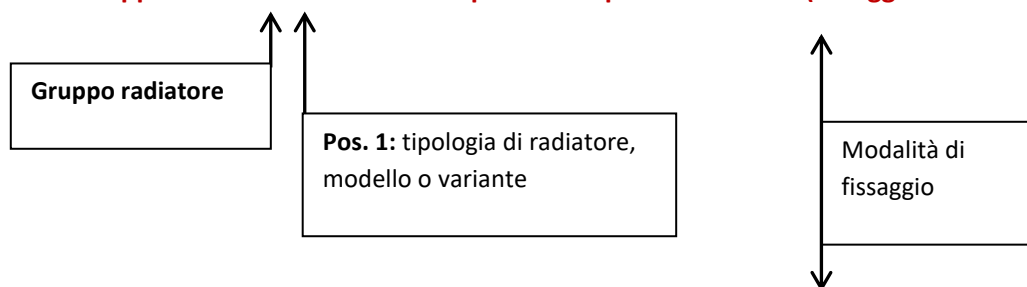 Gruppo radiatore
Pos. 1: tipologia di radiatore,
modello o variante
Modalità di
fissaggio